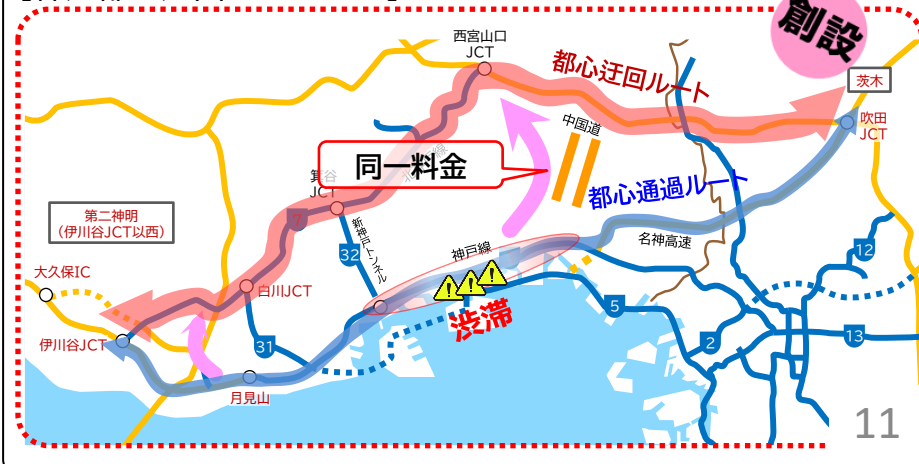 創設
西宮山口
JCT
都心迂回ルート
茨木
吹田
JCT
中国道
同一料金
都心通過ルート
箕谷
JCT
7
第二神明
(伊川谷JCT以西)
新神戸トンネル
32
神戸線
名神高速
12
大久保IC
白川JCT
渋滞
5
伊川谷JCT
31
2
13
月見山
11